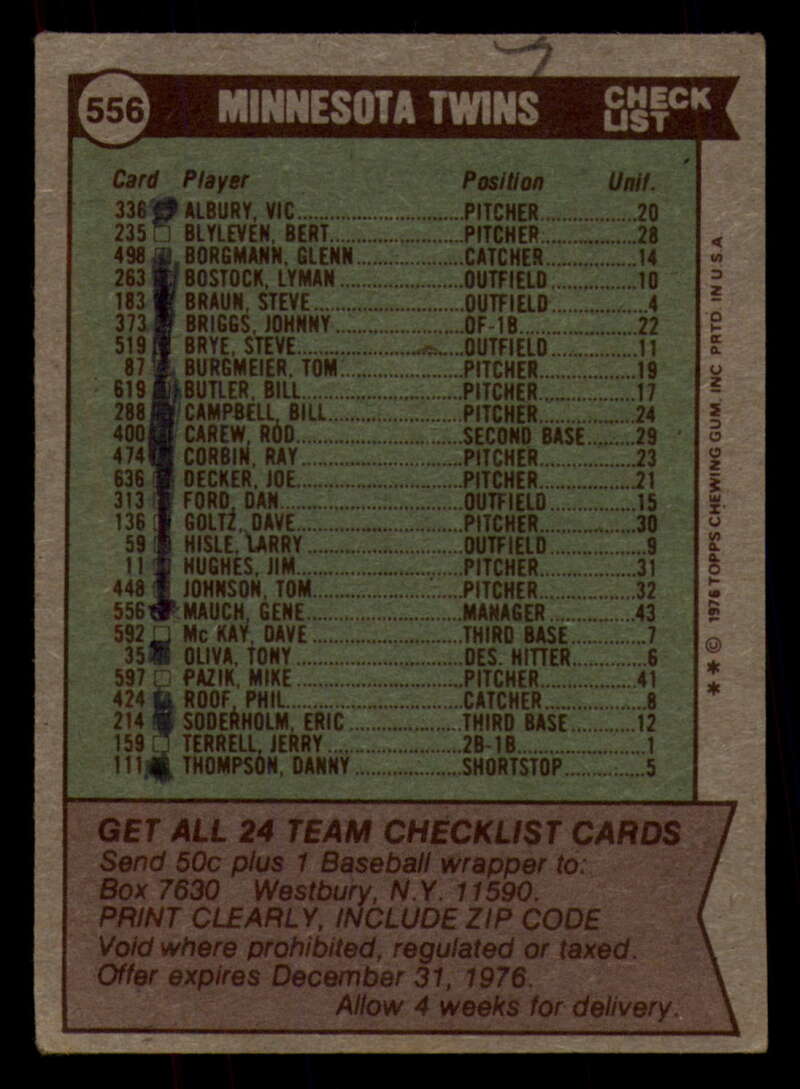 556 MINNESOTA TWINS CHECK LIST
Card Player Position Unif.
336 ALBURY, VIC PITCHER 20
235 BLYLEVEN, BERT PITCHER 28
498 BORGMANN, GLENN CATCHER 14
263 BOSTOCK, LYMAN OUTFIELD 10
183 BRAUN, STEVE OUTFIELD 4
373 BRIGGS, JOHNNY OF-1B 22
519 BRYE, STEVE OUTFIELD 11
87 BURGMEIER, TOM PITCHER 19
619 BUTLER, BILL PITCHER 17
288 CAMPBELL, BILL PITCHER 24
400 CAREW, ROD SECOND BASE 29
474 CORBIN, RAY PITCHER 23
636 DECKER, JOE PITCHER 21
313 FORD, DAN OUTFIELD 15
136 GOLTZ, DAVE PITCHER 30
59 HISLE, LARRY OUTFIELD 9
11 HUGHES, JIM PITCHER 31
448 JOHNSON, TOM PITCHER 32
556 MAUCH, GENE MANAGER 43
592 Mc KAY, DAVE THIRD BASE 7
35 OLIVA, TONY DES. HITTER 6
597 PAZIK, MIKE PITCHER 41
424 ROOF, PHIL CATCHER 8
214 SODERHOLM, ERIC THIRD BASE 12
159 TERRELL, JERRY 2B-1B 1
111 THOMPSON, DANNY SHORTSTOP 5
**© 1976 TOPPS CHEWING GUM, INC PRTD. IN U.S.A
GET ALL 24 TEAM CHECKLIST CARDS
Send 50c plus 1 Baseball wrapper to:
Box 7630 Westbury, N.Y. 11590.
PRINT CLEARLY, INCLUDE ZIP CODE
Void where prohibited, regulated or taxed.
Offer expires December 31, 1976.
Allow 4 weeks for delivery.